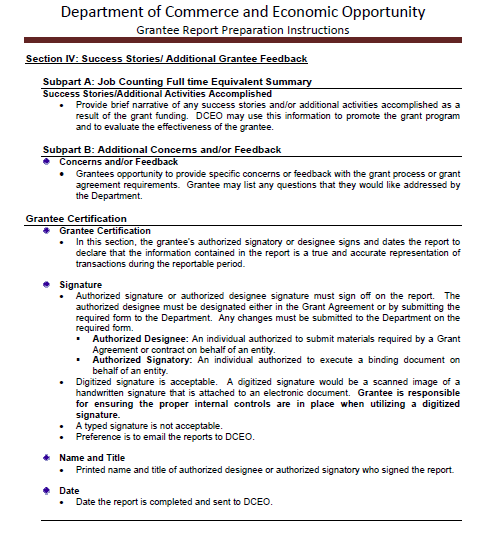 Department of Commerce and Economic Opportunity
Grantee Report Preparation Instructions
Section IV: Success Stories/ Additional Grantee Feedback
Subpart A: Job Counting Full time Equivalent Summary
Success Stories/Additional Activities Accomplished
• Provide brief narrative of any success stories and/or additional activities accomplished as a
result of the grant funding. DCEO may use this information to promote the grant program
and to evaluate the effectiveness of the grantee.
Subpart B: Additional Concerns and/or Feedback
Concerns and/or Feedback
• Grantees opportunity to provide specific concerns or feedback with the grant process or grant
agreement requirements. Grantee may list any questions that they would like addressed by
the Department.
Grantee Certification
Grantee Certification
• In this section, the grantee's authorized signatory or designee signs and dates the report to
declare that the information contained in the report is a true and accurate representation of
transactions during the reportable period.
Signature
• Authorized signature or authorized designee signature must sign off on the report. The
authorized designee must be designated either in the Grant Agreement or by submitting the
required form to the Department. Any changes must be submitted to the Department on the
required form.
▪ Authorized Designee: An individual authorized to submit materials required by a Grant
Agreement or contract on behalf of an entity.
▪ Authorized Signatory: An individual authorized to execute a binding document on
behalf of an entity.
• Digitized signature is acceptable. A digitized signature would be a scanned image of a
handwritten signature that is attached to an electronic document. Grantee is responsible
for ensuring the proper internal controls are in place when utilizing a digitized
signature.
• A typed signature is not acceptable.
• Preference is to email the reports to DCEO.
Name and Title
• Printed name and title of authorized designee or authorized signatory who signed the report.
Date
• Date the report is completed and sent to DCEO.